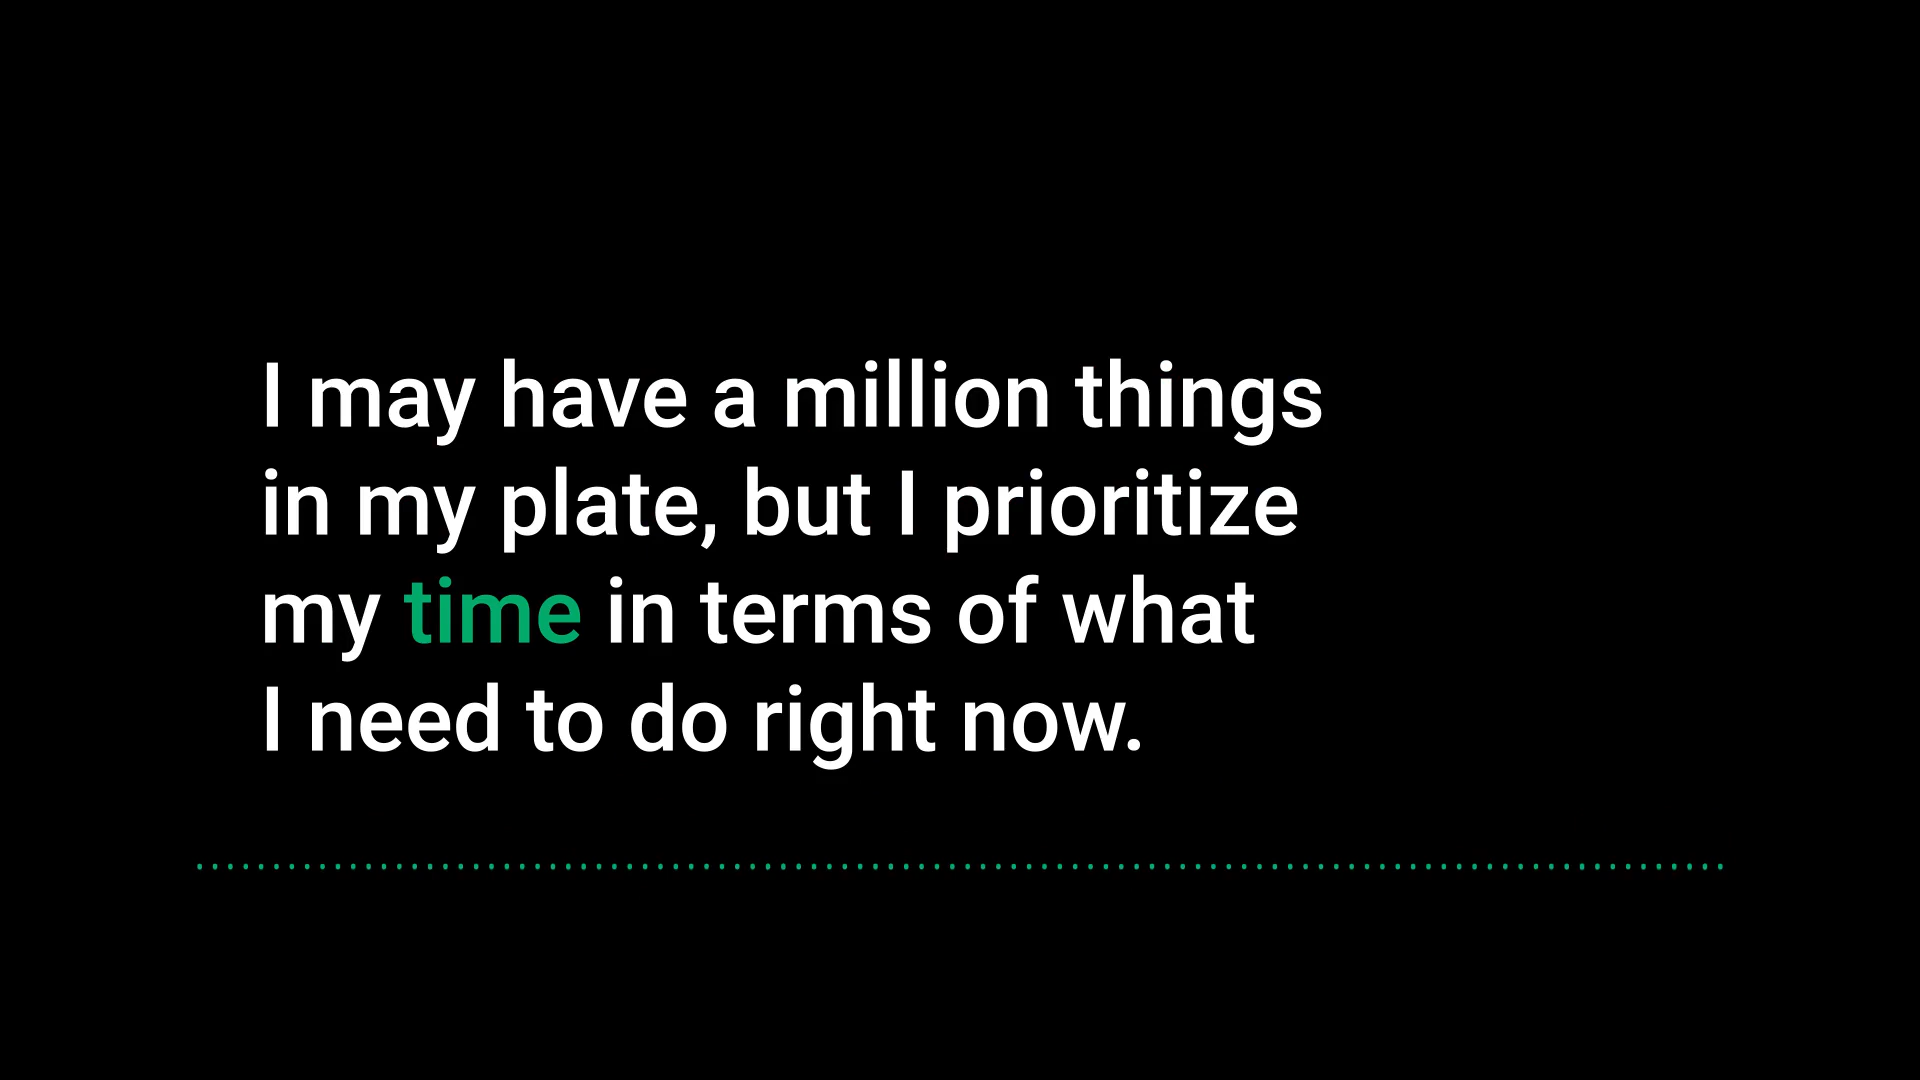 I may have a million things
in my plate, but I prioritize
my time in terms of what
I need to do right now.